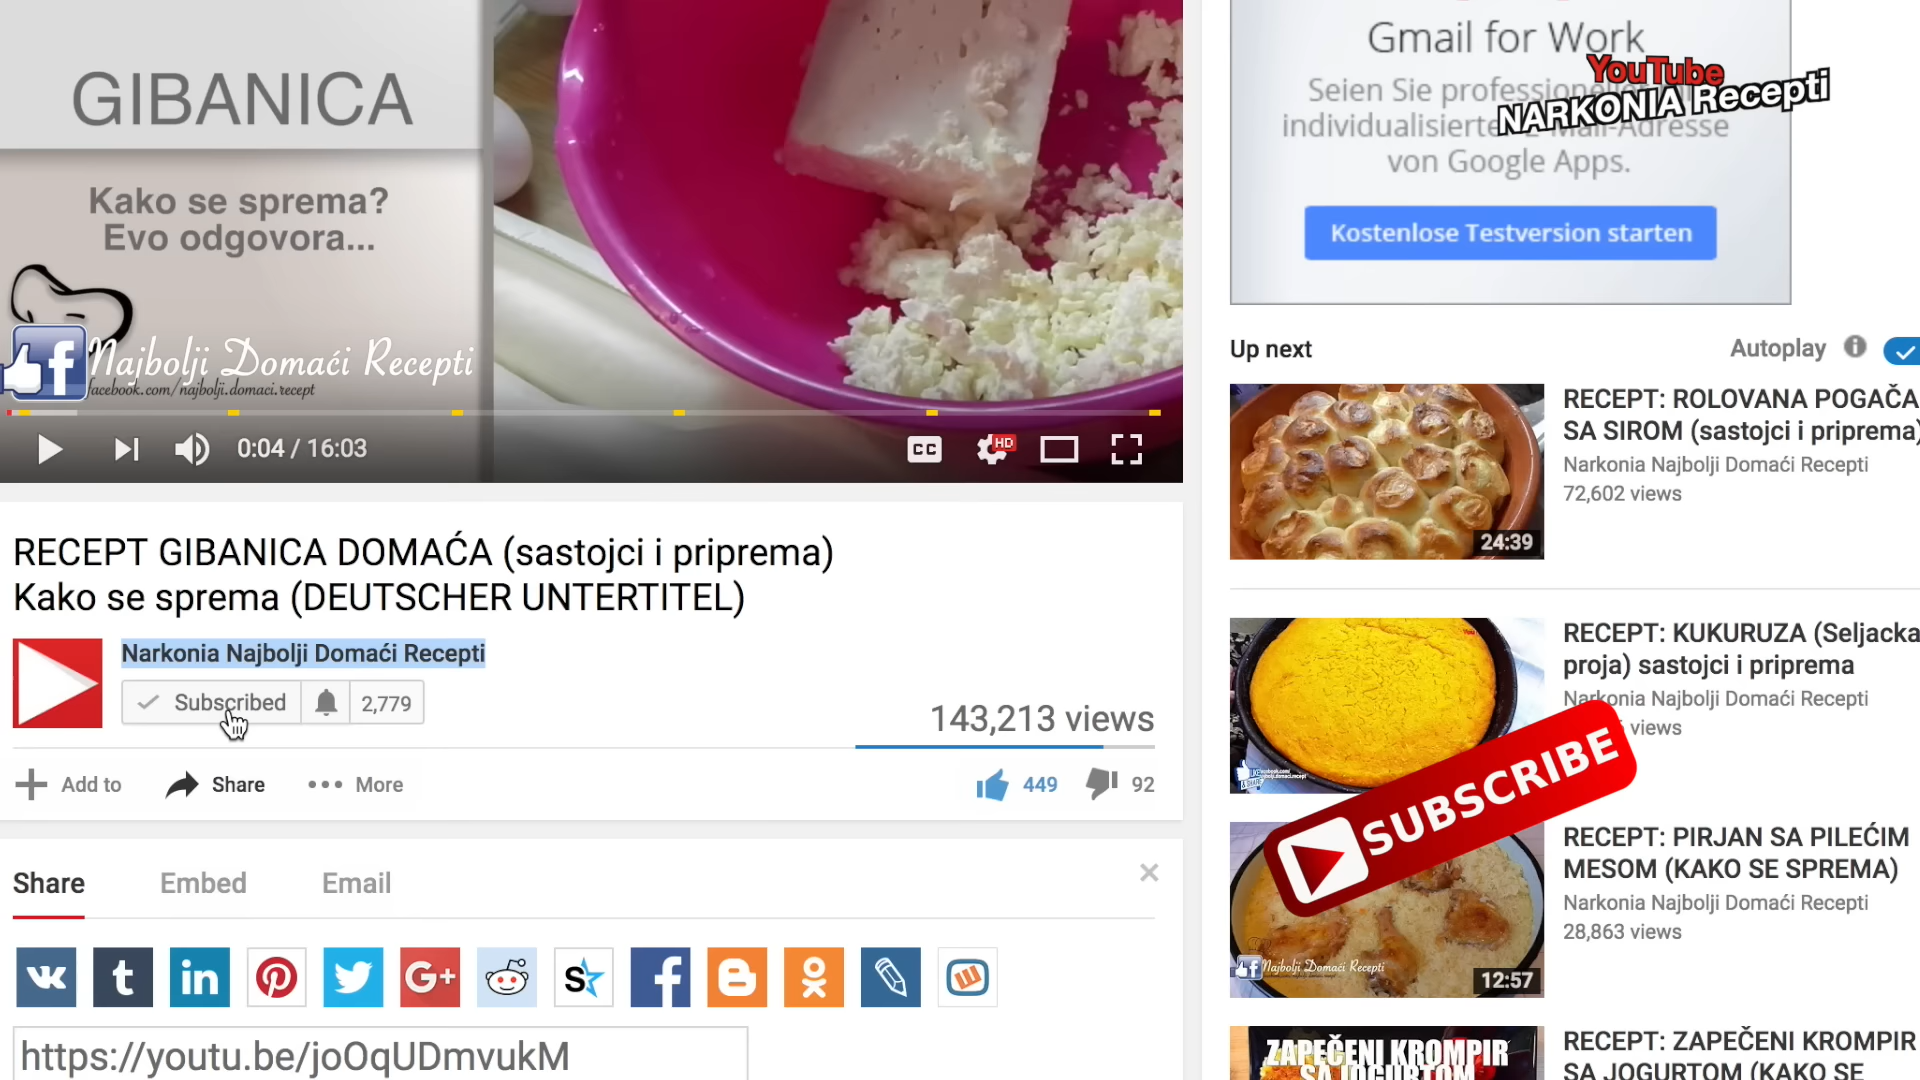 GIBANICA
Kako se sprema?
Evo odgovora...
Najbolji Domaći Recepti
facebook.com/najbolji.domaci.recept
0:04 / 16:03
CC
HD
RECEPT GIBANICA DOMAĆA (sastojci i priprema)
Kako se sprema (DEUTSCHER UNTERTITEL)
Narkonia Najbolji Domaći Recepti
Subscribed
2,779
143,213 views
Add to
Share
More
449
92
Share
Embed
Email
https://youtu.be/joOqUDmvukM
Gmail for Work
Seien Sie professioneller
individualisierte E-Mail-Adresse
von Google Apps.
Kostenlose Testversion starten
YouTube
NARKONIA Recepti
Up next
Autoplay
RECEPT: ROLOVANA POGAČA
SA SIROM (sastojci i priprema)
Narkonia Najbolji Domaći Recepti
72,602 views
24:39
RECEPT: KUKURUZA (Seljacka
proja) sastojci i priprema
Narkonia Najbolji Domaći Recepti
views
SUBSCRIBE
RECEPT: PIRJAN SA PILEĆIM
MESOM (KAKO SE SPREMA)
Narkonia Najbolji Domaći Recepti
28,863 views
Najbolji Domaći Recepti
12:57
ZAPEČENI KROMPIR
SA JOGURTOM
RECEPT: ZAPEČENI KROMPIR
SA JOGURTOM (KAKO SE